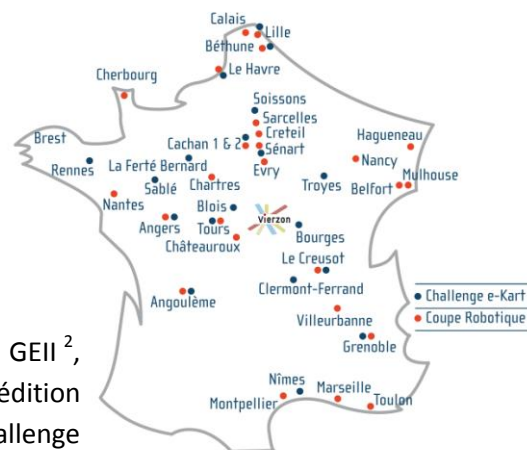 Calais
Lille
Béthune
Le Havre
Cherbourg
Soissons
Sarcelles
Creteil
Cachan 1 & 2
Sénart
Evry
Hagueneau
Nancy
Mulhouse
Belfort
Brest
Rennes
La Ferté Bernard
Sablé
Chartres
Troyes
Nantes
Blois
Vierzon
Angers
Tours
Bourges
Châteauroux
Le Creusot
Clermont-Ferrand
Angoulême
Villeurbanne
Grenoble
Challenge e-Kart
Coupe Robotique
GEII ²,
édition
allenge
Nîmes
Marseille
Montpellier
Toulon